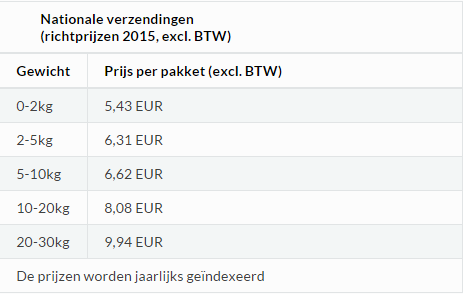 Nationale verzendingen
(richtprijzen 2015, excl. BTW)
Gewicht Prijs per pakket (excl. BTW)
0-2kg 5,43 EUR
2-5kg 6,31 EUR
5-10kg 6,62 EUR
10-20kg 8,08 EUR
20-30kg 9,94 EUR
De prijzen worden jaarlijks geïndexeerd